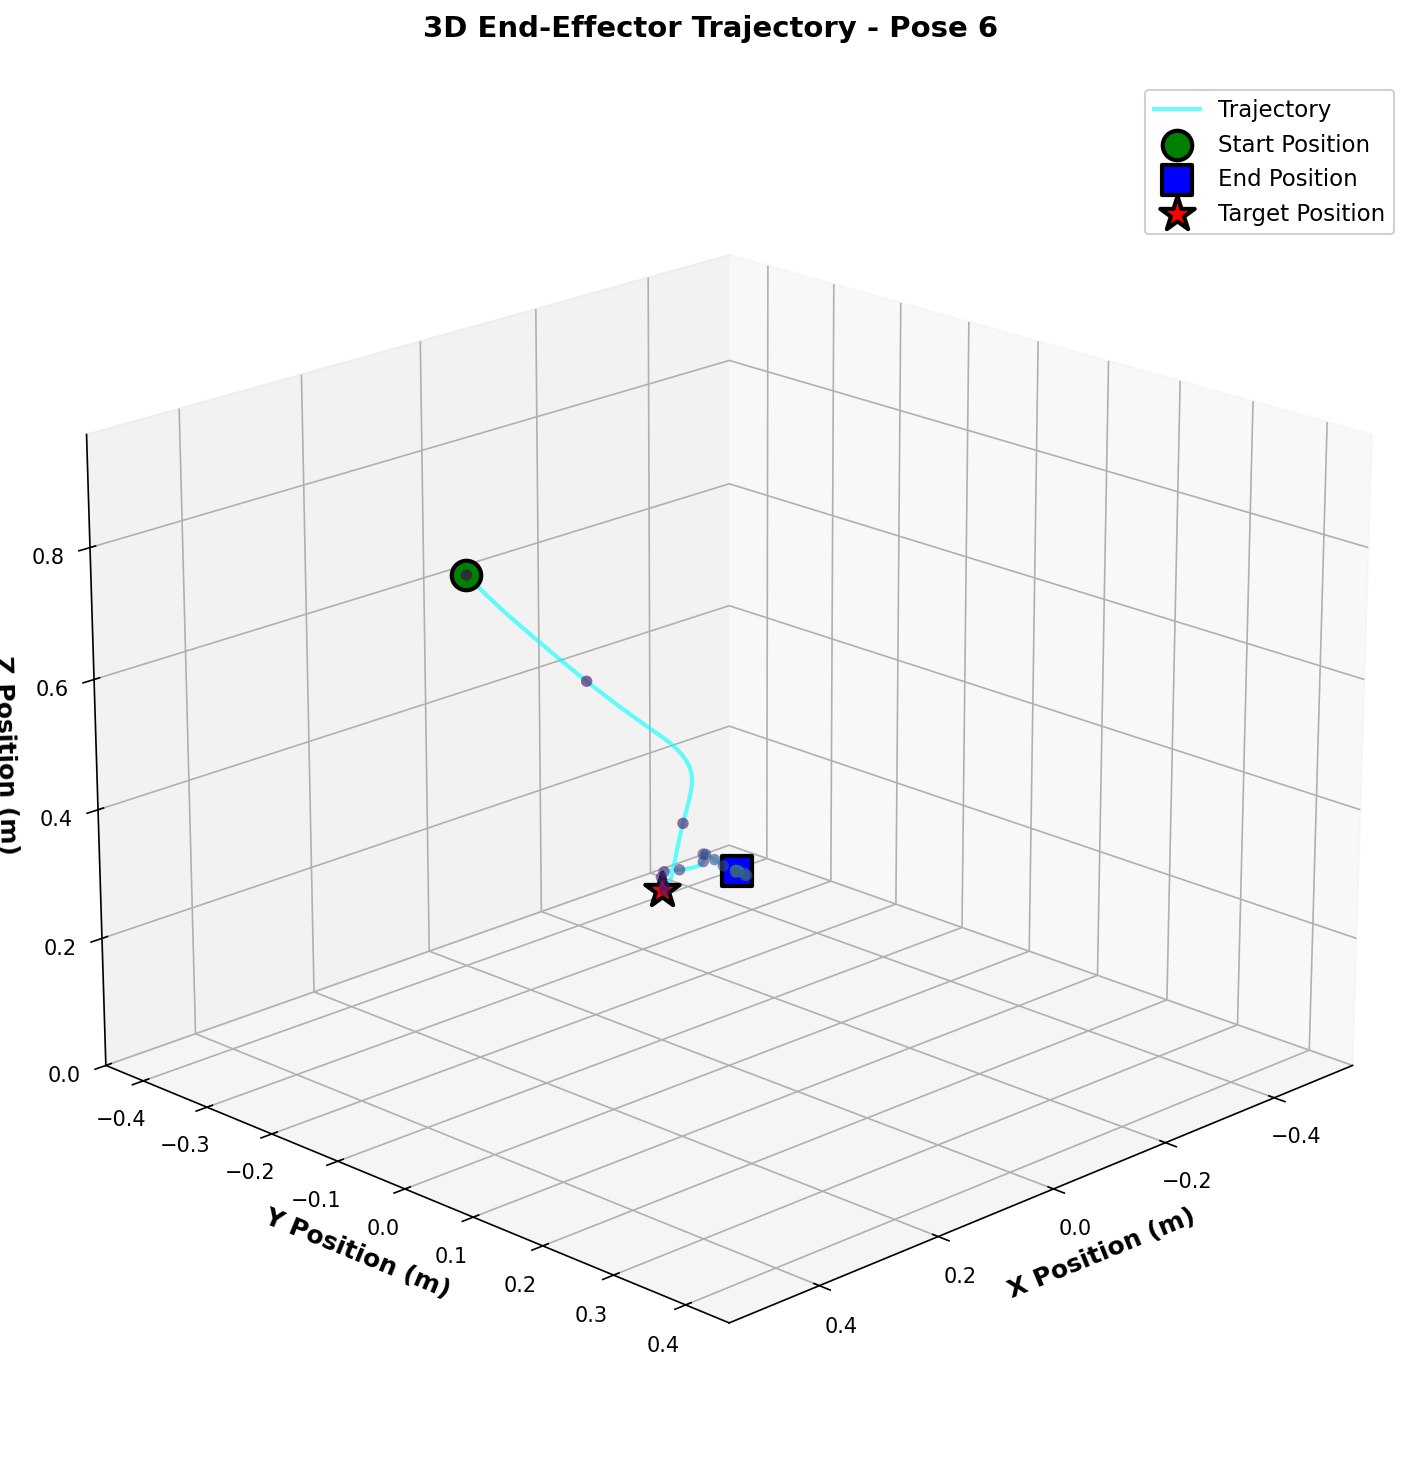 3D End-Effector Trajectory - Pose 6
Trajectory
Start Position
End Position
Target Position
0.8
0.6
0.4
0.2
0.0
Z Position (m)
−0.4
−0.3
−0.2
−0.1
0.0
0.1
0.2
0.3
0.4
Y Position (m)
−0.4
−0.2
0.0
0.2
0.4
X Position (m)